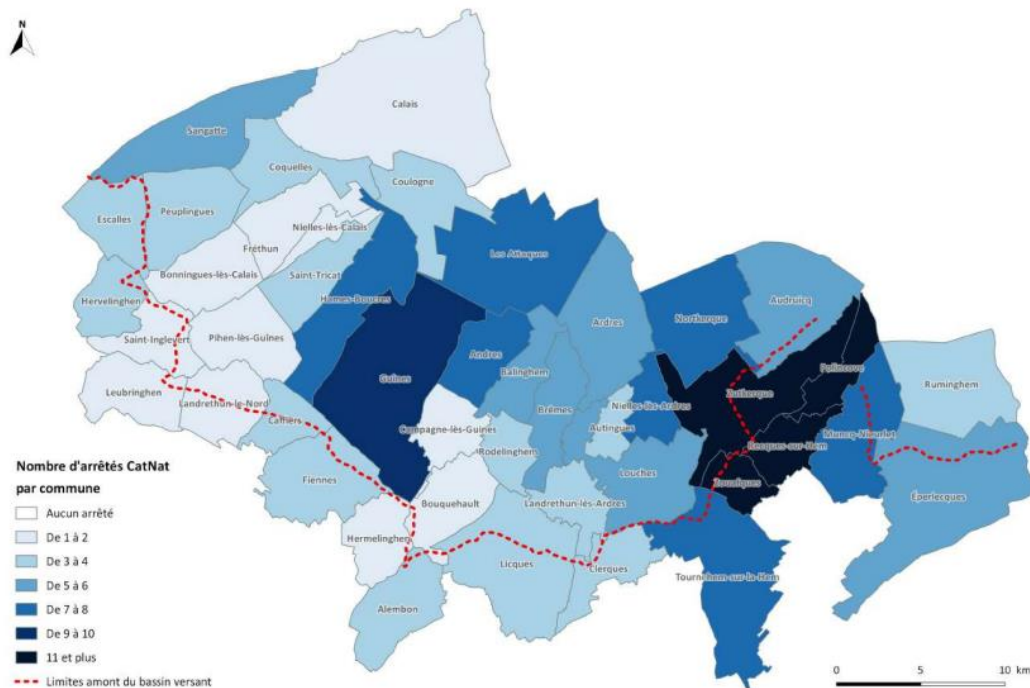 N
Calais
Sangatte
Coquelles
Coulogne
Escalles
Peuplingues
Nielles-lès-Calais
Fréthun
Les Attaques
Bonningues-lès-Calais
Saint-Tricat
Hervelinghen
Hames-Boucres
Audruicq
Nortkerque
Ardres
Saint-Inglevert
Pihen-lès-Guînes
Andres
Balinghem
Guînes
Polincove
Leubringhen
Landrethun-le-Nord
Zutkerque
Ruminghem
Brêmes
Nielles-lès-Ardres
Caffiers
Campagne-lès-Guînes
Autingues
Muncq-Nieurlet
Recques-sur-Hem
Rodelinghem
Fiennes
Louches
Zouafques
Éperlecques
Bouquehault
Landrethun-lès-Ardres
Hermelinghen
Licques
Clerques
Tournehem-sur-la-Hem
Alembon
Nombre d'arrêtés CatNat
par commune
Aucun arrêté
De 1 à 2
De 3 à 4
De 5 à 6
De 7 à 8
De 9 à 10
11 et plus
Limites amont du bassin versant
0 5 10 km